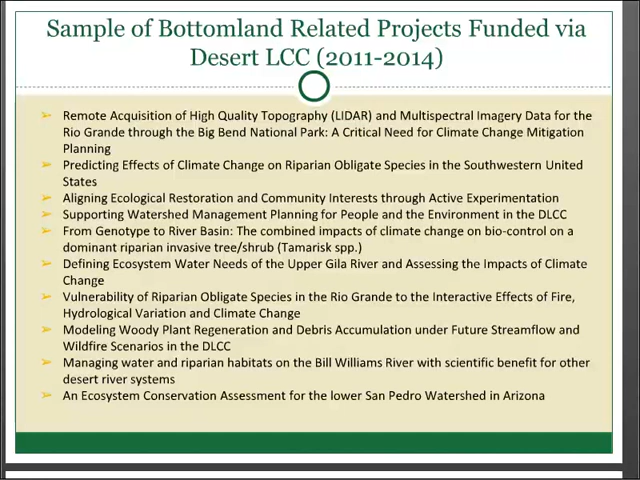 Sample of Bottomland Related Projects Funded via
Desert LCC (2011-2014)
➢ Remote Acquisition of High Quality Topography (LIDAR) and Multispectral Imagery Data for the
Rio Grande through the Big Bend National Park: A Critical Need for Climate Change Mitigation
Planning
➢ Predicting Effects of Climate Change on Riparian Obligate Species in the Southwestern United
States
➢ Aligning Ecological Restoration and Community Interests through Active Experimentation
➢ Supporting Watershed Management Planning for People and the Environment in the DLCC
➢ From Genotype to River Basin: The combined impacts of climate change on bio-control on a
dominant riparian invasive tree/shrub (Tamarisk spp.)
➢ Defining Ecosystem Water Needs of the Upper Gila River and Assessing the Impacts of Climate
Change
➢ Vulnerability of Riparian Obligate Species in the Rio Grande to the Interactive Effects of Fire,
Hydrological Variation and Climate Change
➢ Modeling Woody Plant Regeneration and Debris Accumulation under Future Streamflow and
Wildfire Scenarios in the DLCC
➢ Managing water and riparian habitats on the Bill Williams River with scientific benefit for other
desert river systems
➢ An Ecosystem Conservation Assessment for the lower San Pedro Watershed in Arizona